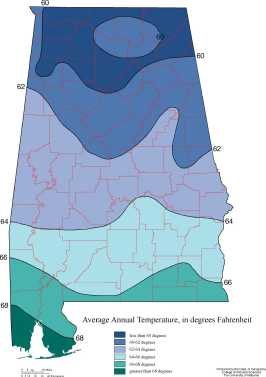 60
60
62
62
64
64
66
66
68
68
Average Annual Temperature, in degrees Fahrenheit
less than 60 degrees
60-62 degrees
62-64 degrees
64-66 degrees
66-68 degrees
greater than 68 degrees
Produced by the Dept. of Geography
College of Arts and Sciences
The University of Alabama